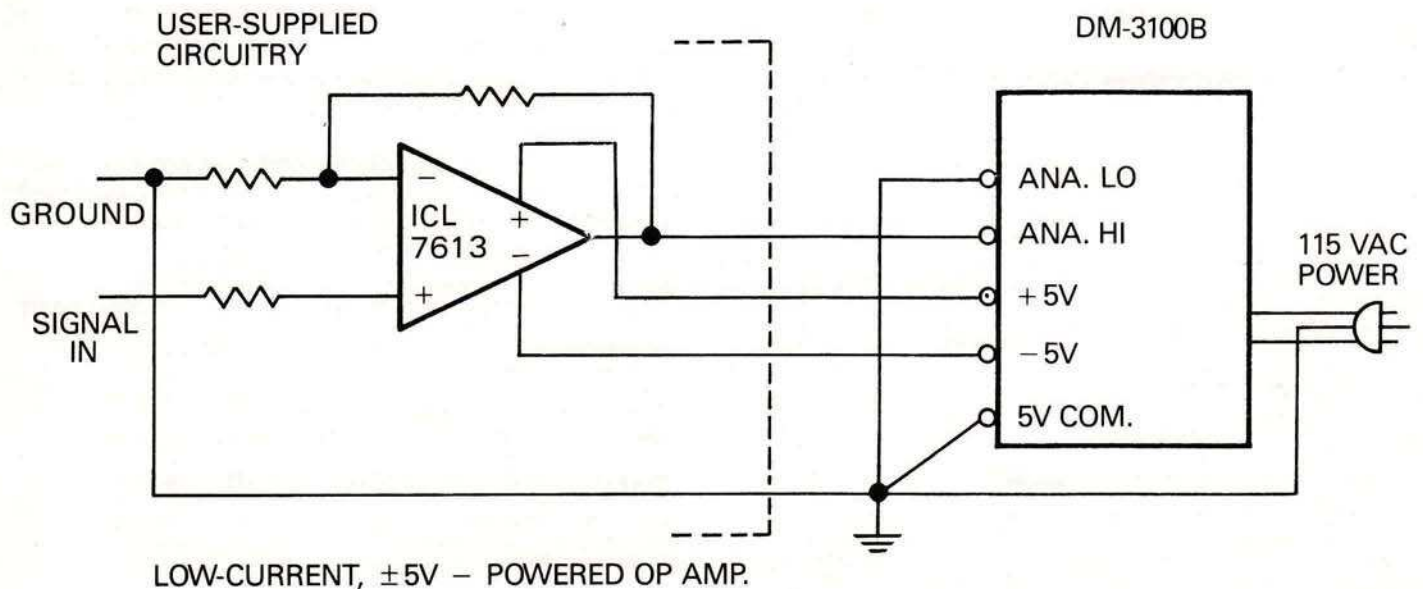 USER-SUPPLIED
CIRCUITRY
DM-3100B
GROUND
SIGNAL
IN
−
ICL
7613
+
−
+
ANA. LO
ANA. HI
+5V
−5V
5V COM.
115 VAC
POWER
LOW-CURRENT, ±5V – POWERED OP AMP.